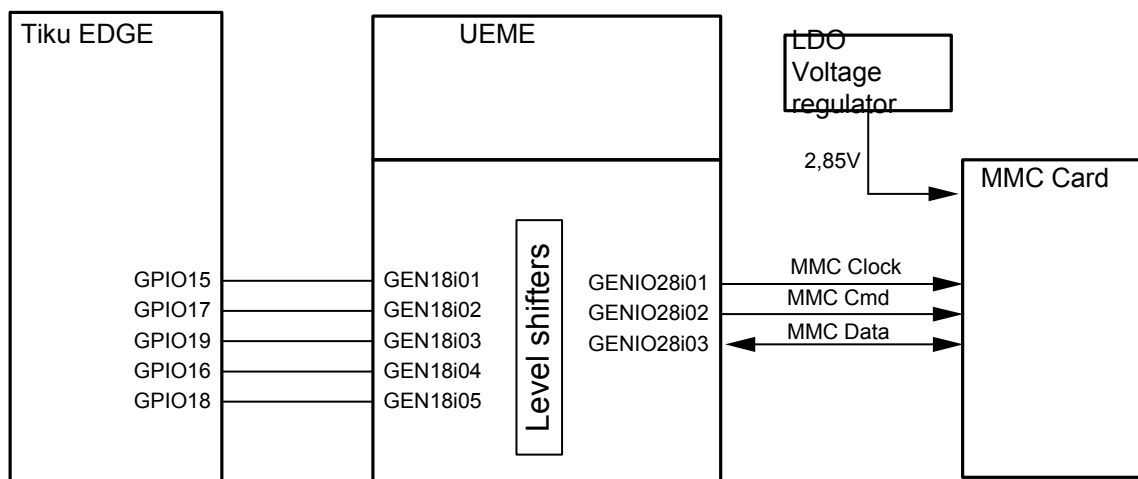 Tiku EDGE
UEME
LDO
Voltage
regulator
2,85V
MMC Card
Level shifters
GPIO15
GPIO17
GPIO19
GPIO16
GPIO18
GEN18i01
GEN18i02
GEN18i03
GEN18i04
GEN18i05
GENIO28i01
GENIO28i02
GENIO28i03
MMC Clock
MMC Cmd
MMC Data